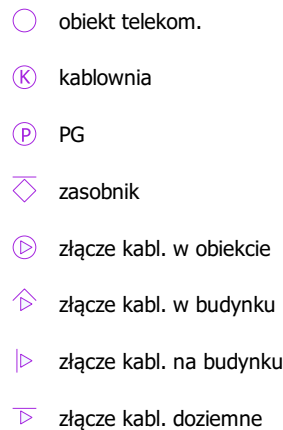 obiekt telekom.
K kablownia
P PG
zasobnik
złącze kabl. w obiekcie
złącze kabl. w budynku
złącze kabl. na budynku
złącze kabl. doziemne